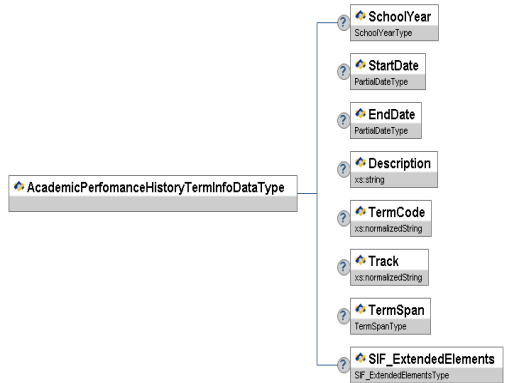 SchoolYear
SchoolYearType
?
StartDate
PartialDateType
?
EndDate
PartialDateType
?
Description
xs:string
?
AcademicPerfomanceHistoryTermInfoDataType
TermCode
xs:normalizedString
?
Track
xs:normalizedString
?
TermSpan
TermSpanType
?
SIF_ExtendedElements
SIF_ExtendedElementsType
?